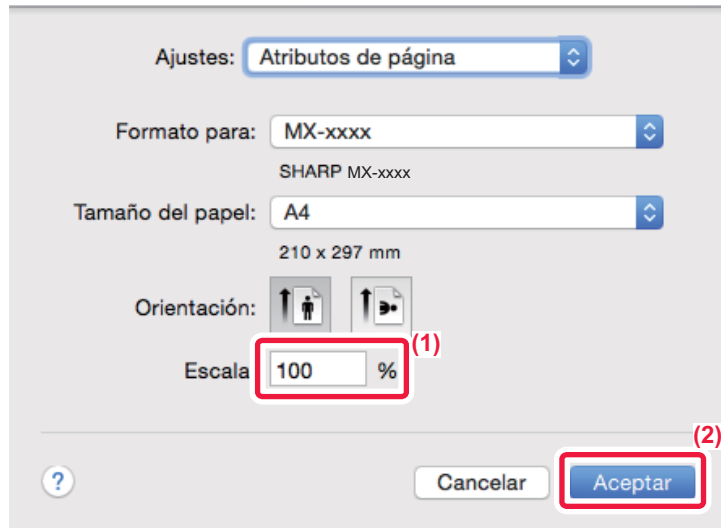 Ajustes: Atributos de página
Formato para: MX-xxxx
SHARP MX-xxxx
Tamaño del papel: A4
210 x 297 mm
Orientación:
(1)
Escala 100 %
(2)
? Cancelar Aceptar